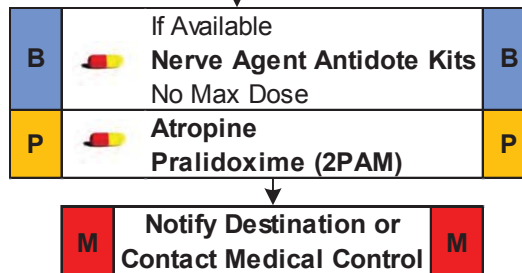 If Available
B Nerve Agent Antidote Kits B
No Max Dose
P Atropine P
Pralidoxime (2PAM)
M Notify Destination or M
Contact Medical Control